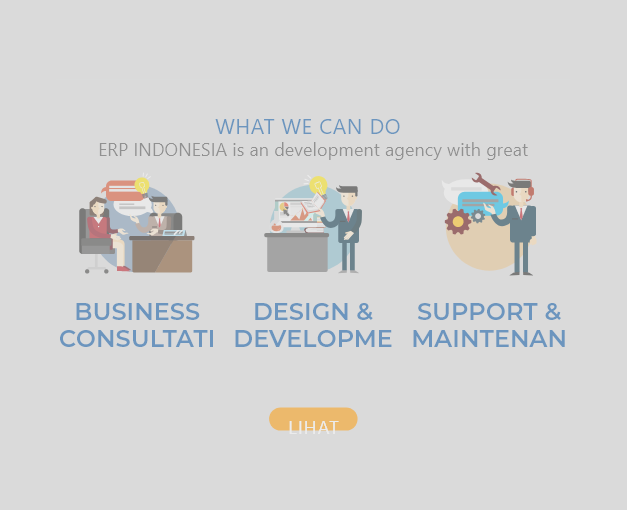 WHAT WE CAN DO
ERP INDONESIA is an development agency with great
BUSINESS
CONSULTATI
DESIGN &
DEVELOPME
SUPPORT &
MAINTENAN
LIHAT